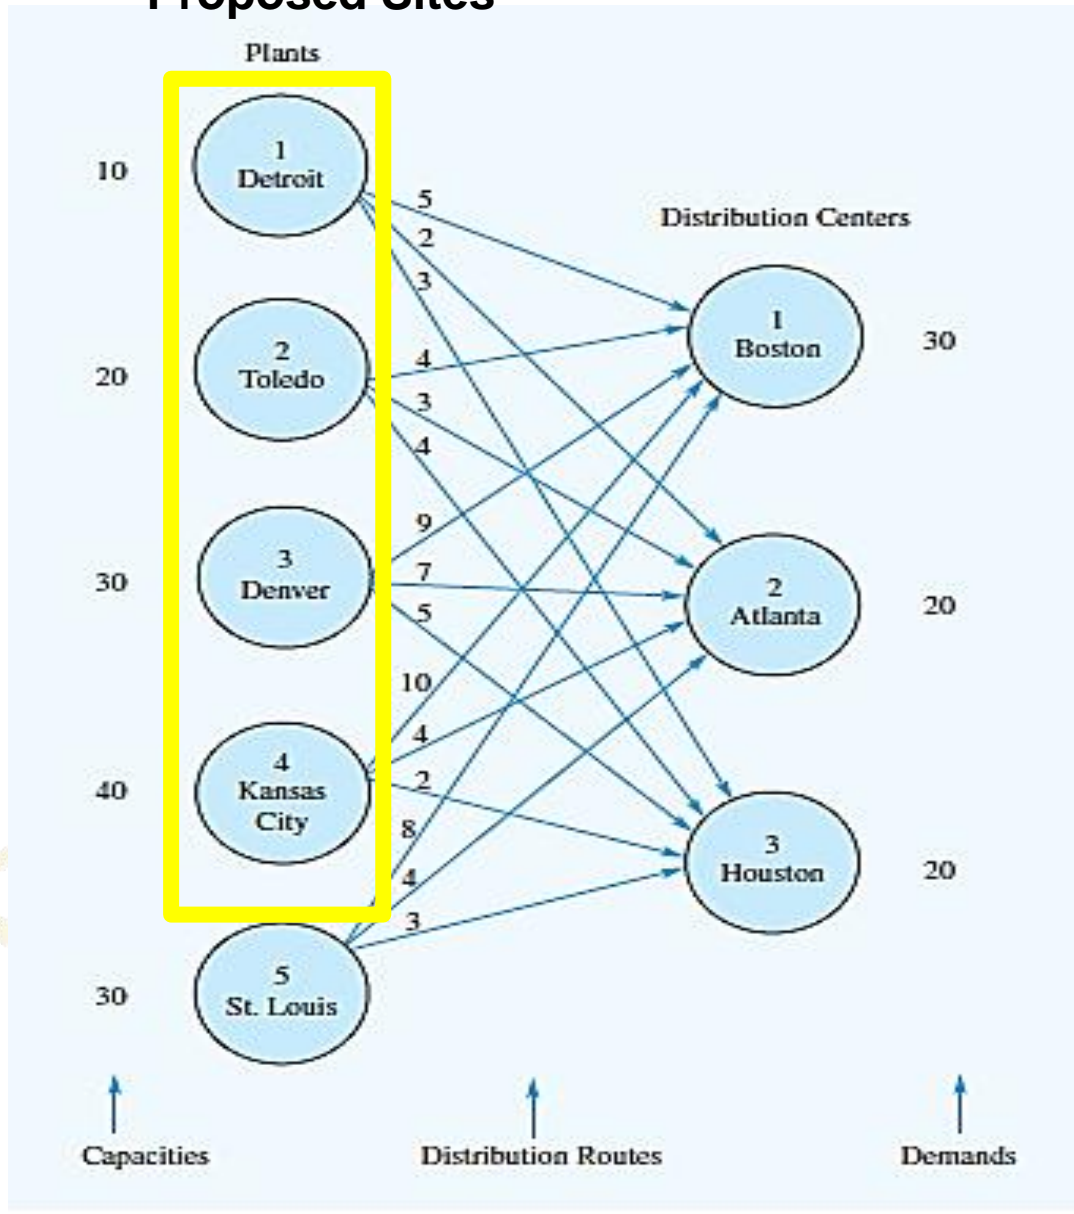 Proposed Sites
Plants
10
1
Detroit
5
2
3
Distribution Centers
20
2
Toledo
4
3
4
1
Boston
30
30
3
Denver
9
7
5
2
Atlanta
20
40
4
Kansas
City
10
4
2
8
4
3
3
Houston
20
30
5
St. Louis
Capacities
Distribution Routes
Demands